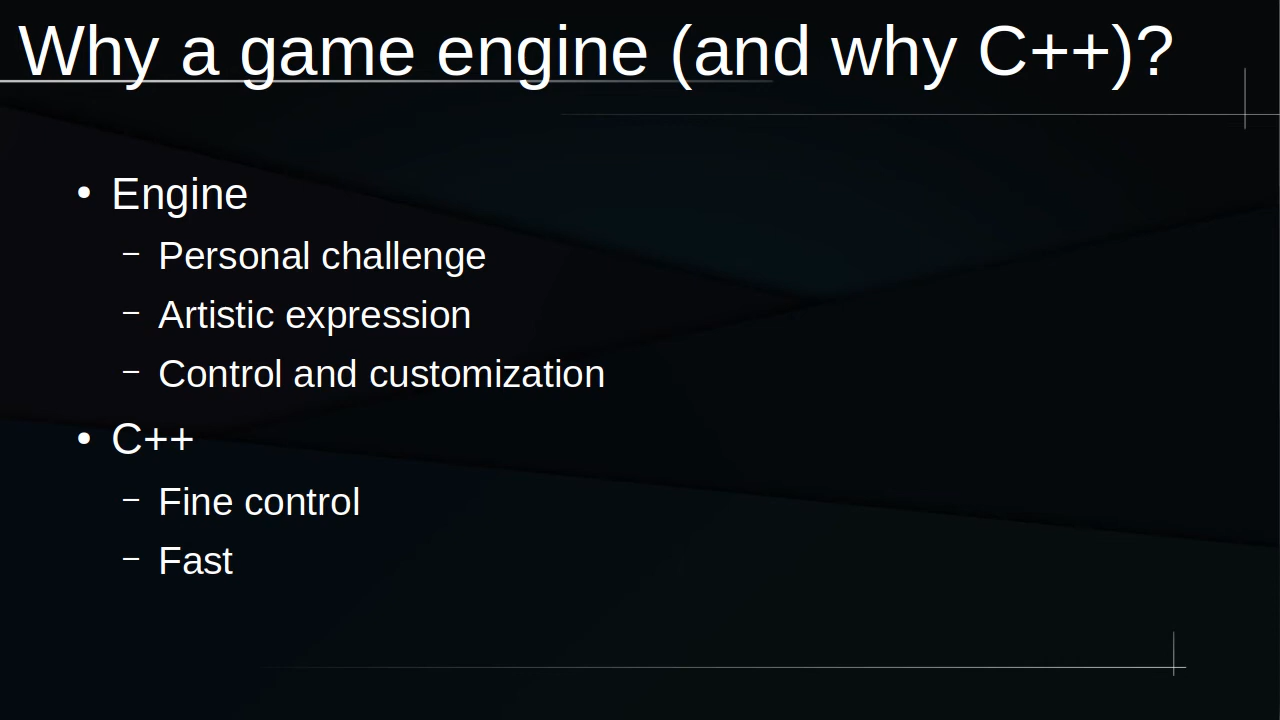 Why a game engine (and why C++)?
• Engine
– Personal challenge
– Artistic expression
– Control and customization
• C++
– Fine control
– Fast